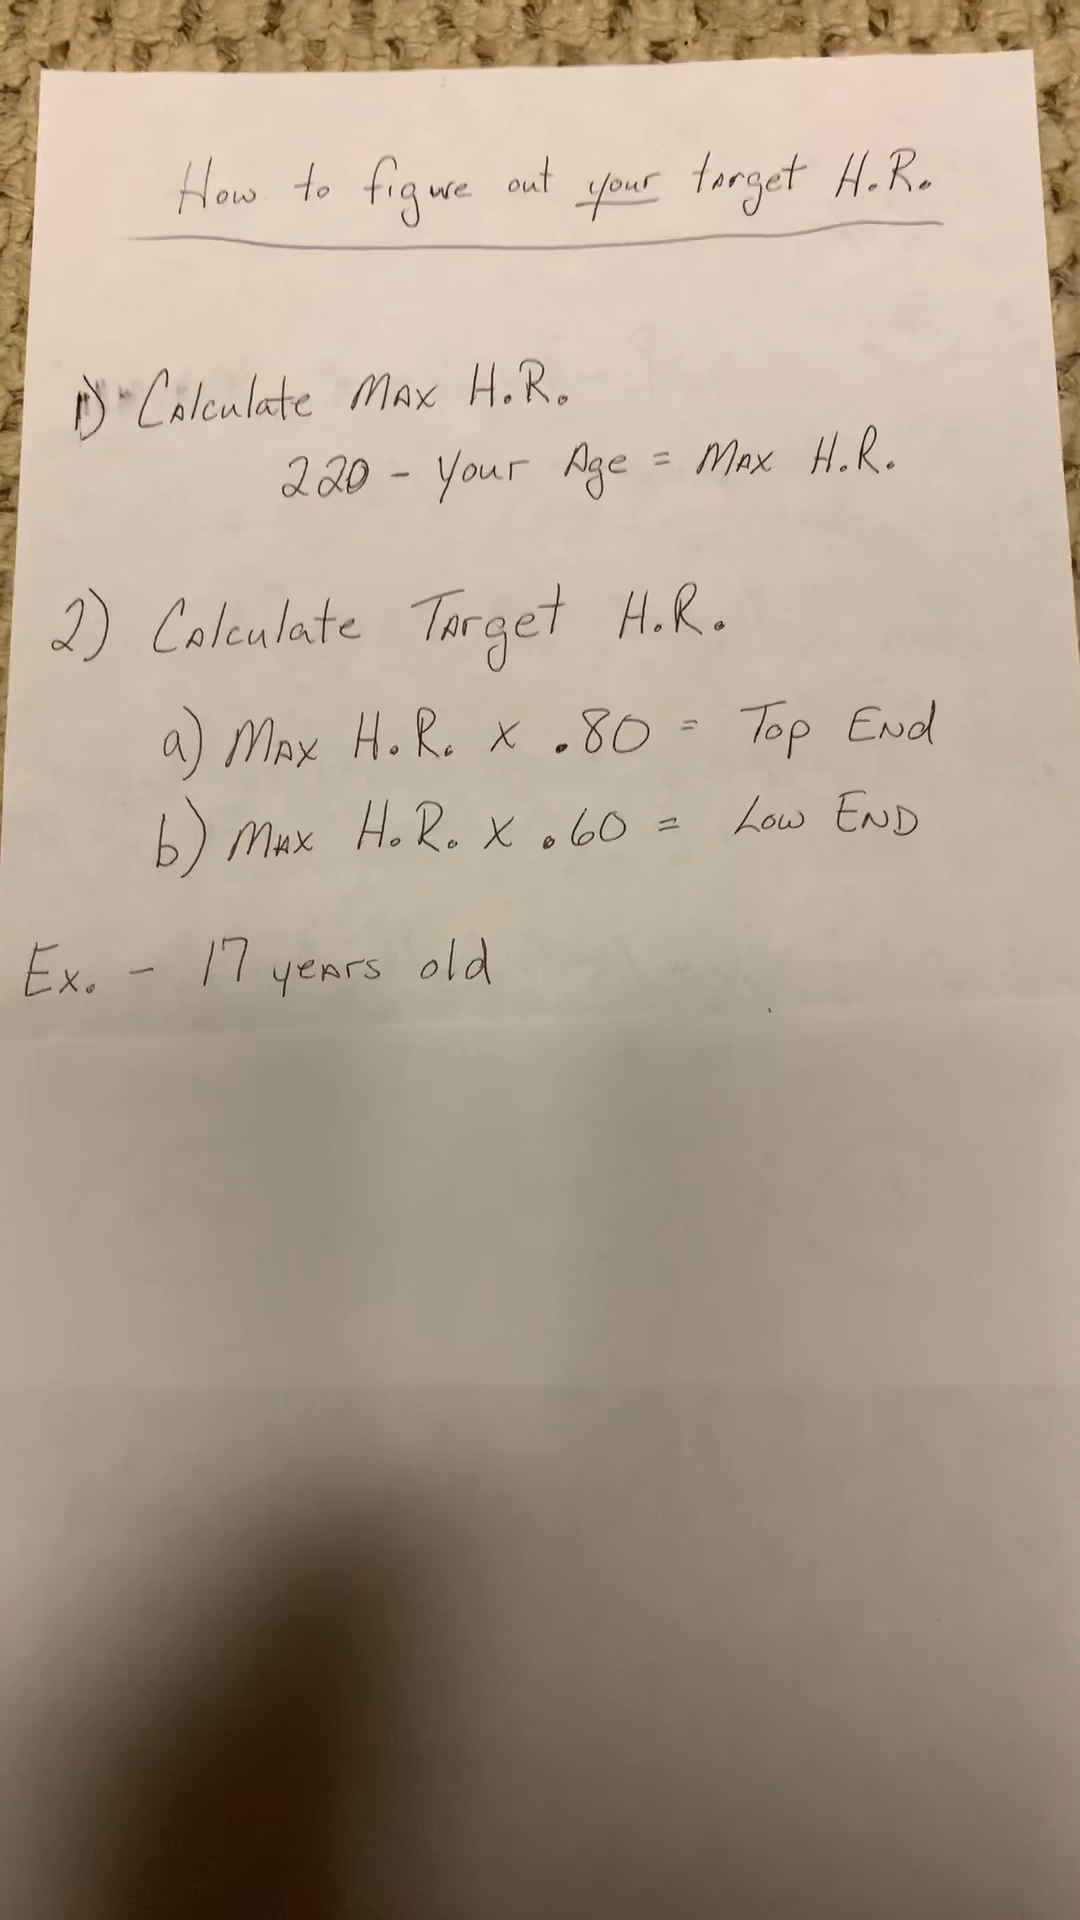 How to figure out your target H.R.
1) Calculate Max H.R.
220 - Your Age = Max H.R.
2) Calculate Target H.R.
a) Max H.R. x .80 = Top End
b) Max H.R. x .60 = Low END
Ex. - 17 years old